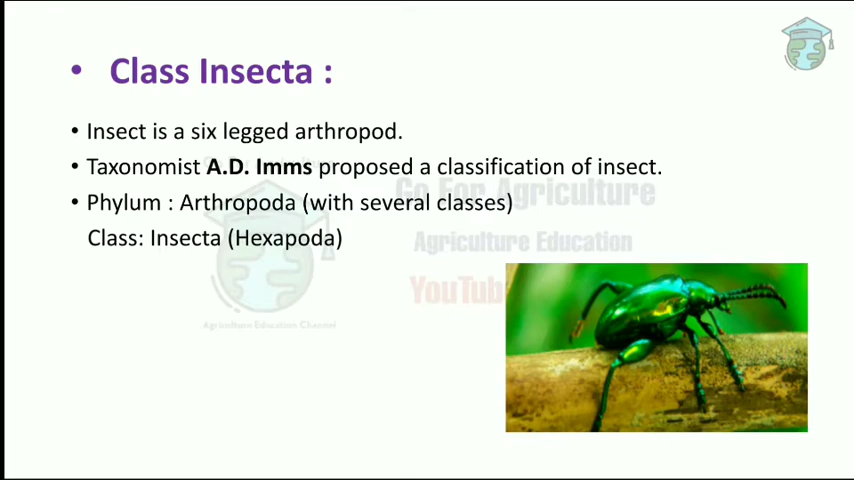 • Class Insecta :
• Insect is a six legged arthropod.
• Taxonomist A.D. Imms proposed a classification of insect.
• Phylum : Arthropoda (with several classes)
Class: Insecta (Hexapoda)
Go For Agriculture
Agriculture Education
YouTub
Agriculture Education Channel